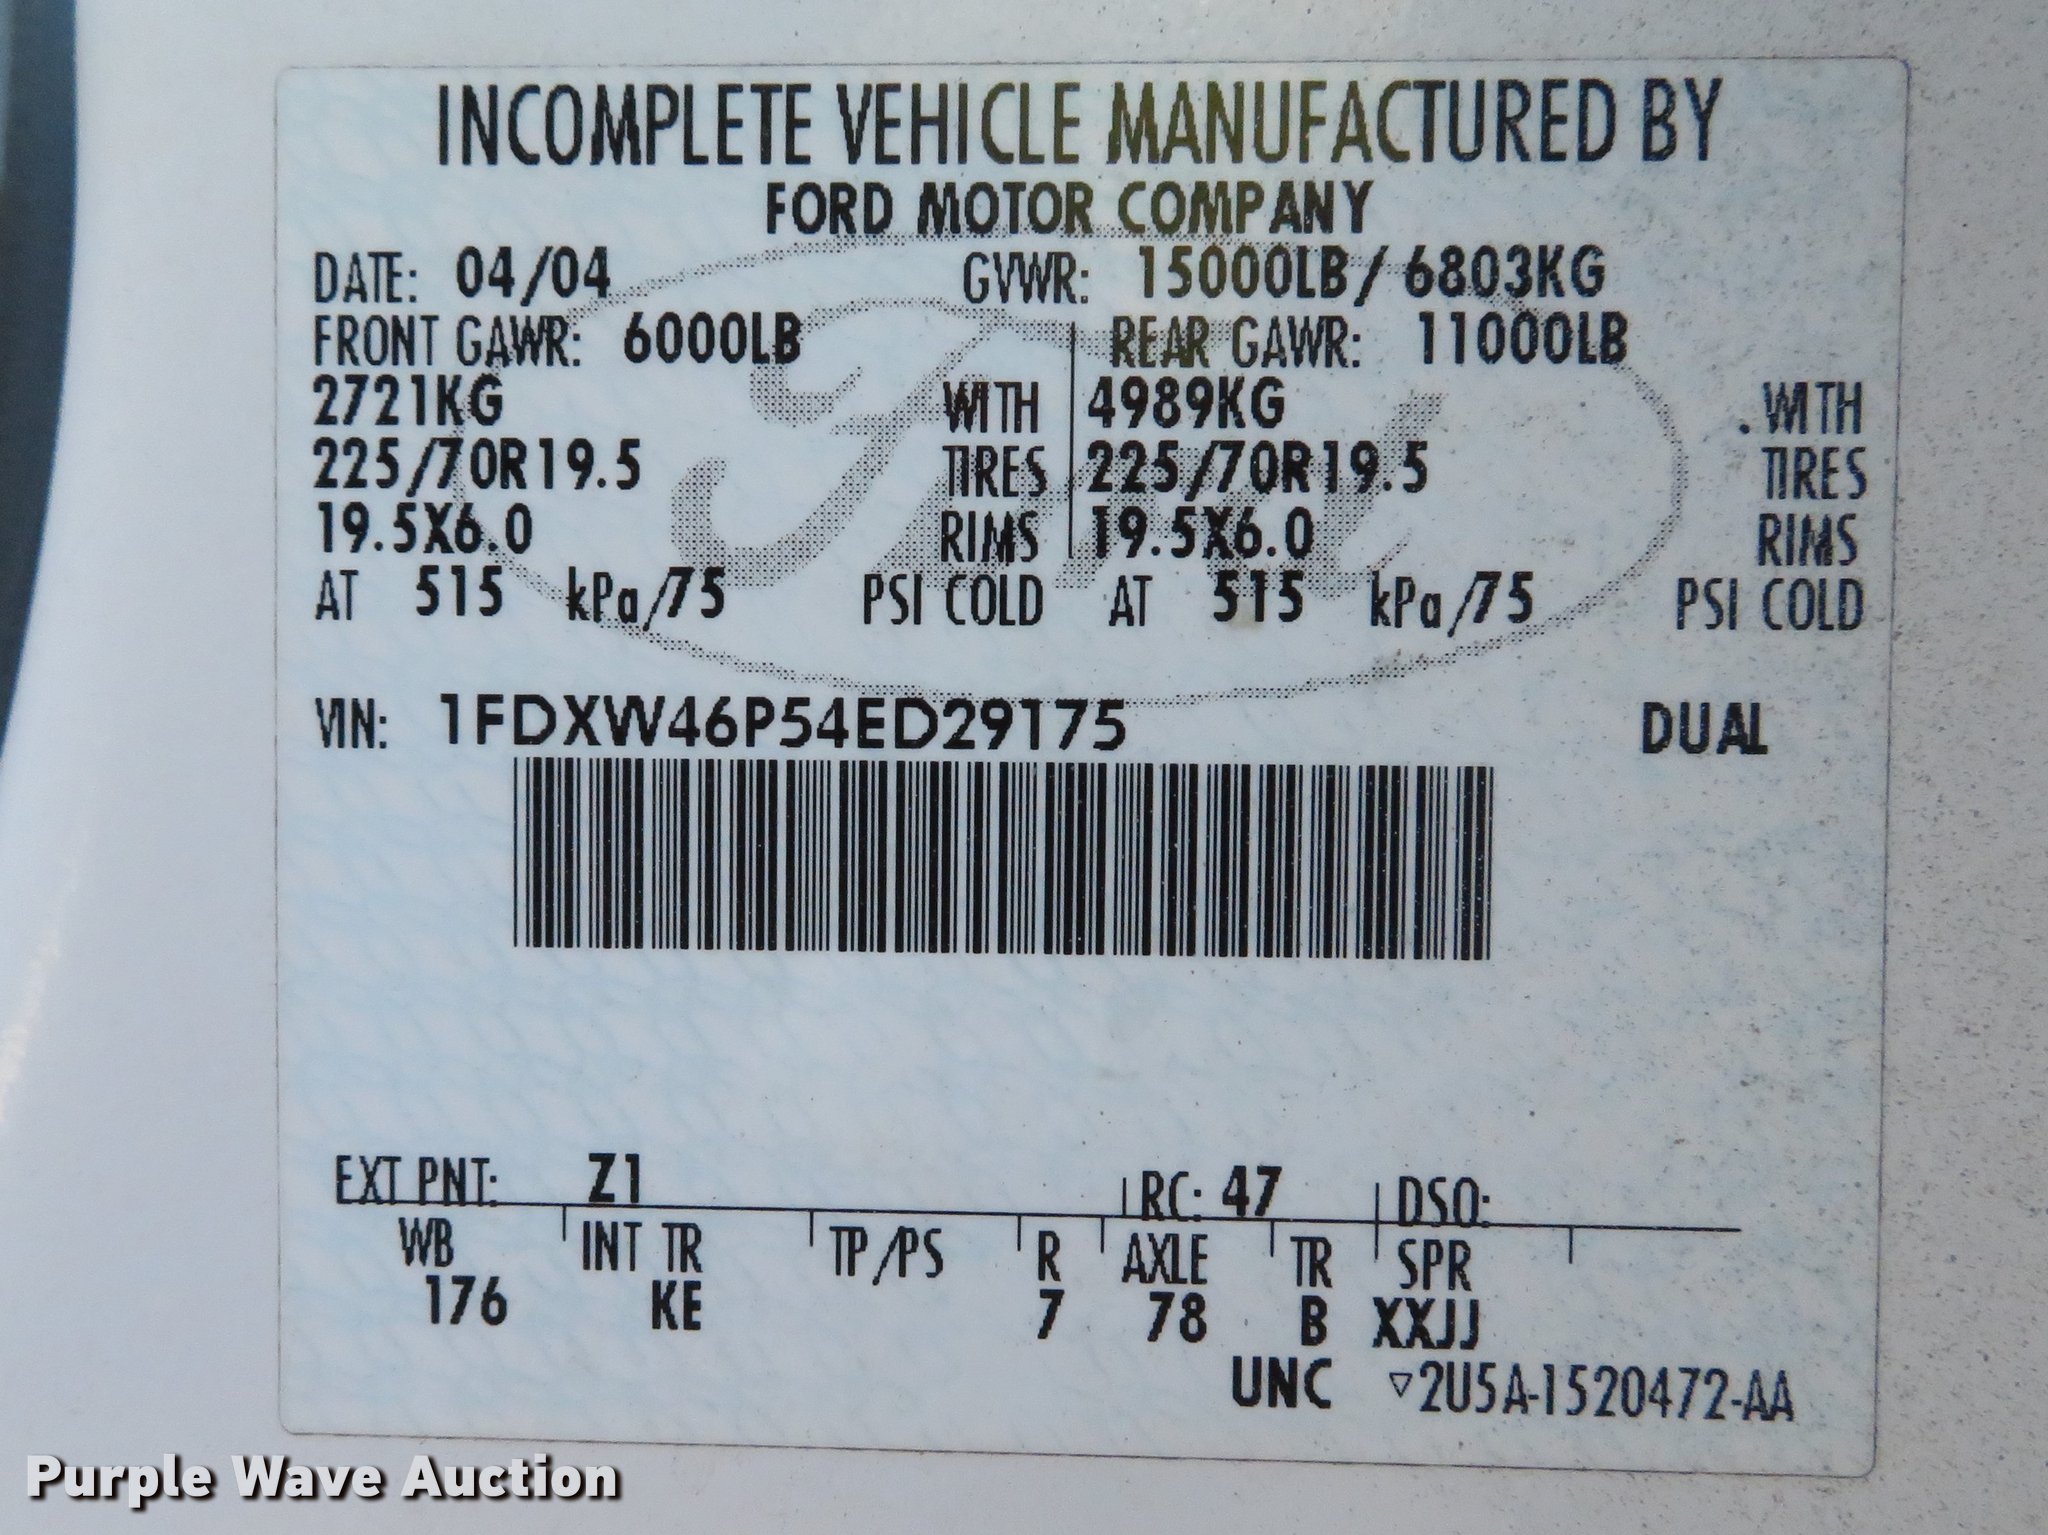 INCOMPLETE VEHICLE MANUFACTURED BY
FORD MOTOR COMPANY
DATE: 04/04 GVWR: 15000LB/ 6803KG
FRONT GAWR: 6000LB REAR GAWR: 11000LB
2721KG WITH 4989KG .WITH
225/70R19.5 TIRES 225/70R19.5 TIRES
19.5X6.0 RIMS 19.5X6.0 RIMS
AT 515 kPa/75 PSI COLD AT 515 kPa/75 PSI COLD
VIN: 1FDXW46P54ED29175 DUAL
EXT PNT: Z1 RC: 47 DSO:
WB INT TR TP/PS R AXLE TR SPR
176 KE 7 78 B XXJJ
UNC ▽2U5A-1520472-AA
Purple Wave Auction